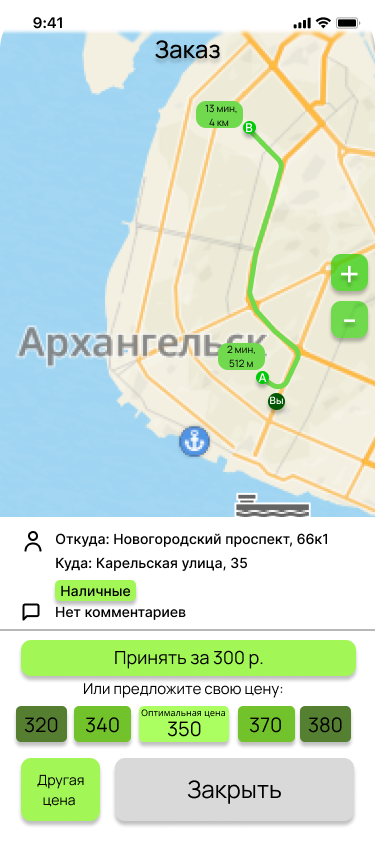 9:41
Заказ
13 мин,
4 км
B
+
-
Архангельск
2 мин,
512 м
A
Вы
Откуда: Новогородский проспект, 66к1
Куда: Карельская улица, 35
Наличные
Нет комментариев
Принять за 300 р.
Или предложите свою цену:
320
340
Оптимальная цена
350
370
380
Другая
цена
Закрыть